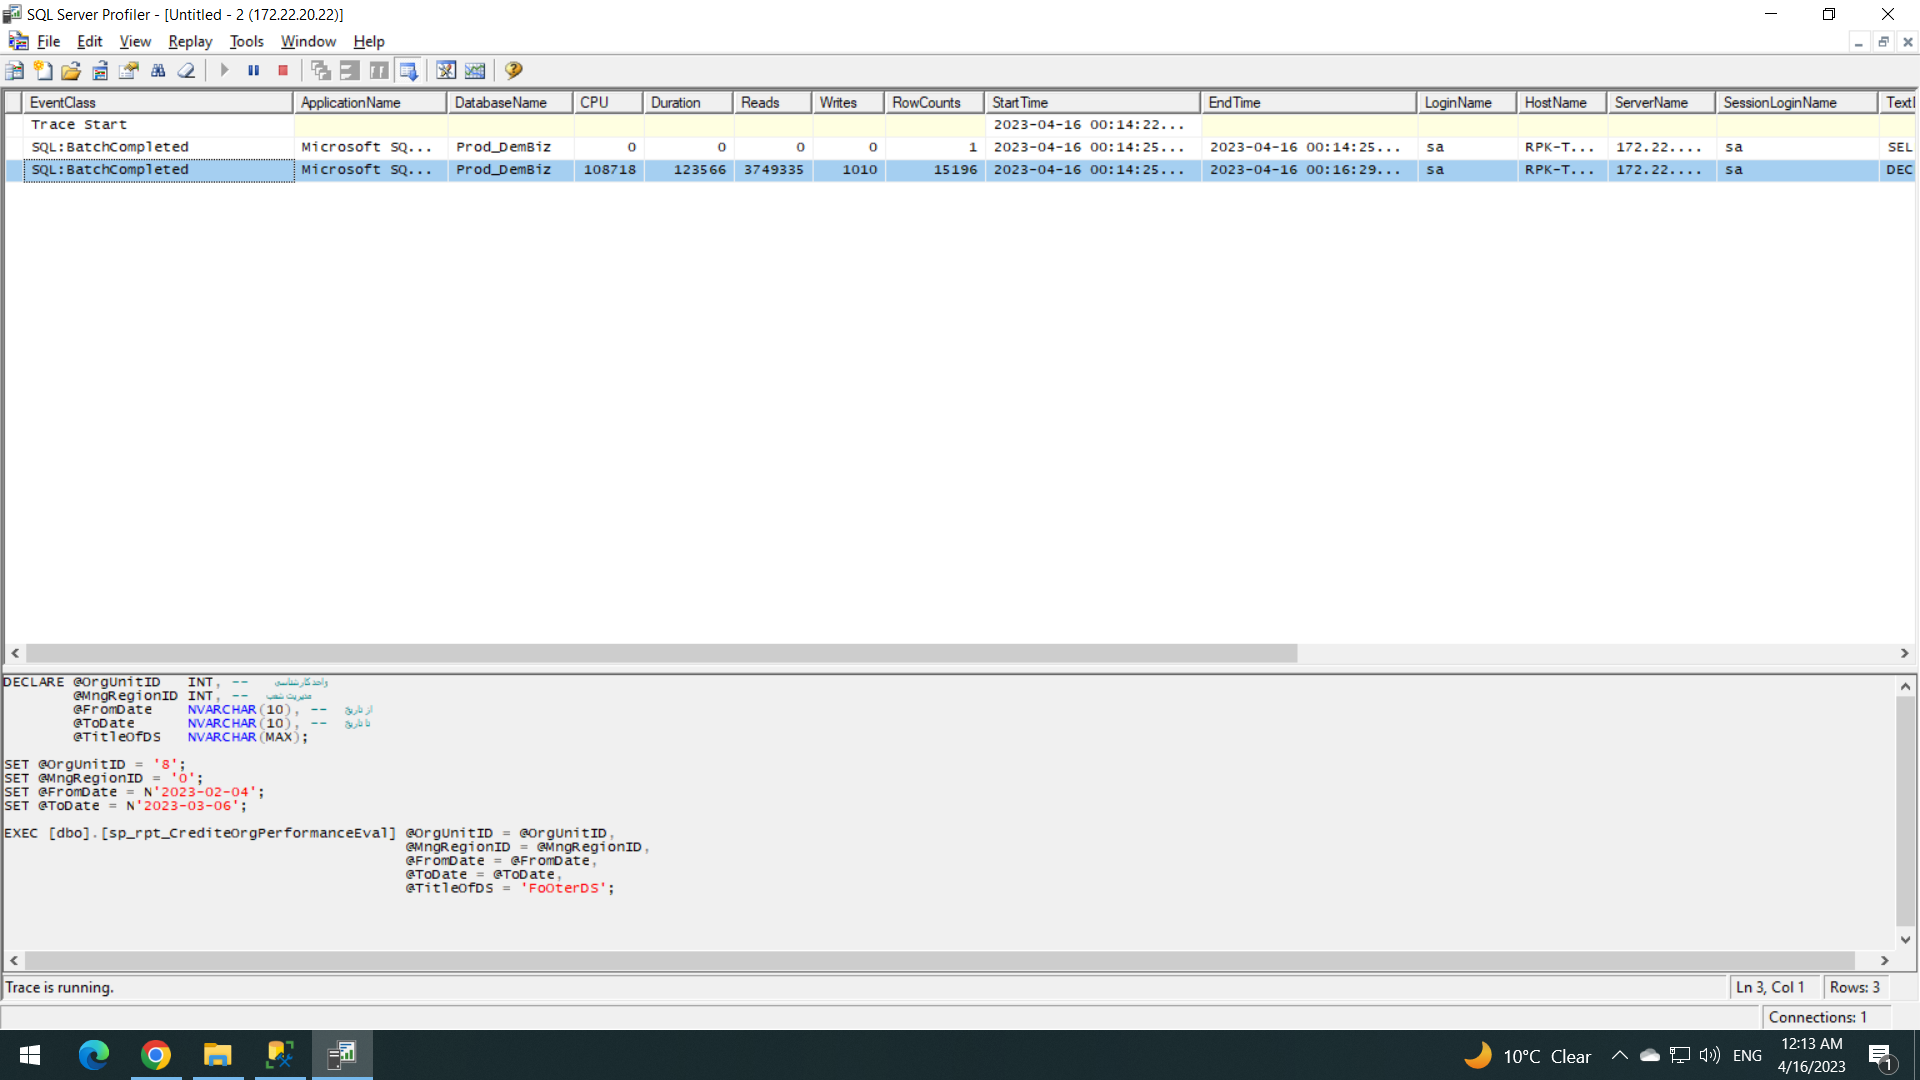 SQL Server Profiler - [Untitled - 2 (172.22.20.22)]
File Edit View Replay Tools Window Help
EventClass ApplicationName DatabaseName CPU Duration Reads Writes RowCounts StartTime EndTime LoginName HostName ServerName SessionLoginName
Trace Start 2023-04-16 00:14:22...
SQL:BatchCompleted Microsoft SQ... Prod_DemBiz 0 0 0 0 1 2023-04-16 00:14:25... 2023-04-16 00:14:25... sa RPK-T... 172.22.... sa SEL
SQL:BatchCompleted Microsoft SQ... Prod_DemBiz 108718 123566 3749335 1010 15196 2023-04-16 00:14:25... 2023-04-16 00:16:29... sa RPK-T... 172.22.... sa DEC
DECLARE @OrgUnitID INT, -- واحد کارشناسی
@MngRegionID INT, -- مدیریت شعب
@FromDate NVARCHAR(10), -- از تاریخ
@ToDate NVARCHAR(10), -- تا تاریخ
@TitleOfDS NVARCHAR(MAX);
SET @OrgUnitID = '8';
SET @MngRegionID = '0';
SET @FromDate = N'2023-02-04';
SET @ToDate = N'2023-03-06';
EXEC [dbo].[sp_rpt_CrediteOrgPerformanceEval] @OrgUnitID = @OrgUnitID,
@MngRegionID = @MngRegionID,
@FromDate = @FromDate,
@ToDate = @ToDate,
@TitleOfDS = 'FoOterDS';
Trace is running.
Ln 3, Col 1 Rows: 3
Connections: 1
10°C Clear ENG 12:13 AM
4/16/2023 1